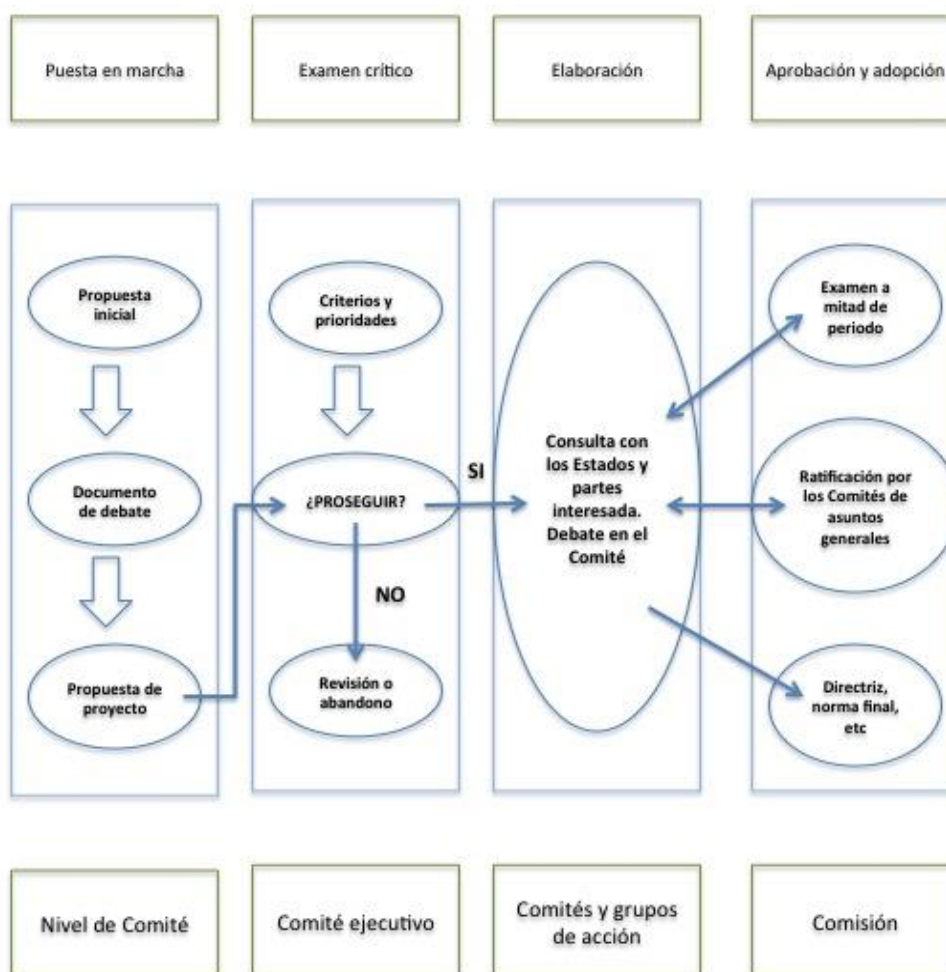 Puesta en marcha
Examen crítico
Elaboración
Aprobación y adopción
Propuesta
inicial
Documento
de debate
Propuesta de
proyecto
Criterios y
prioridades
¿PROSEGUIR?
SI
NO
Revisión o
abandono
Consulta con
los Estados y
partes
interesada.
Debate en el
Comité
Examen a
mitad de
periodo
Ratificación por
los Comités de
asuntos
generales
Directriz,
norma final,
etc
Nivel de Comité
Comité ejecutivo
Comités y grupos
de acción
Comisión